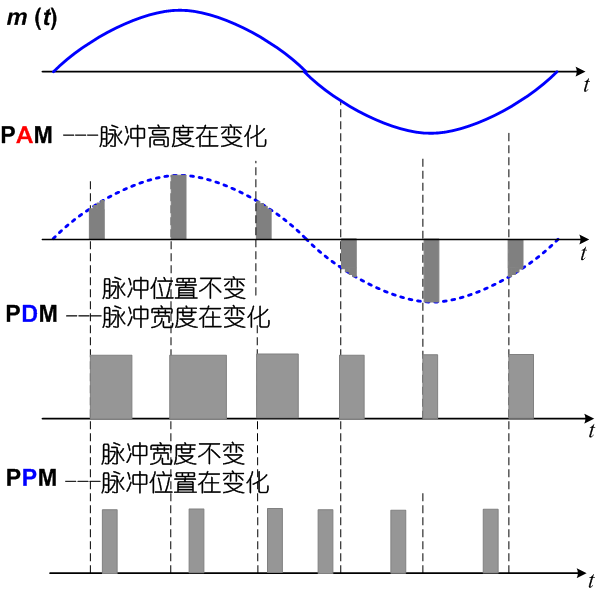 m (t)
t
PAM ---脉冲高度在变化
t
脉冲位置不变
PDM ---脉冲宽度在变化
t
脉冲宽度不变
PPM ---脉冲位置在变化
t